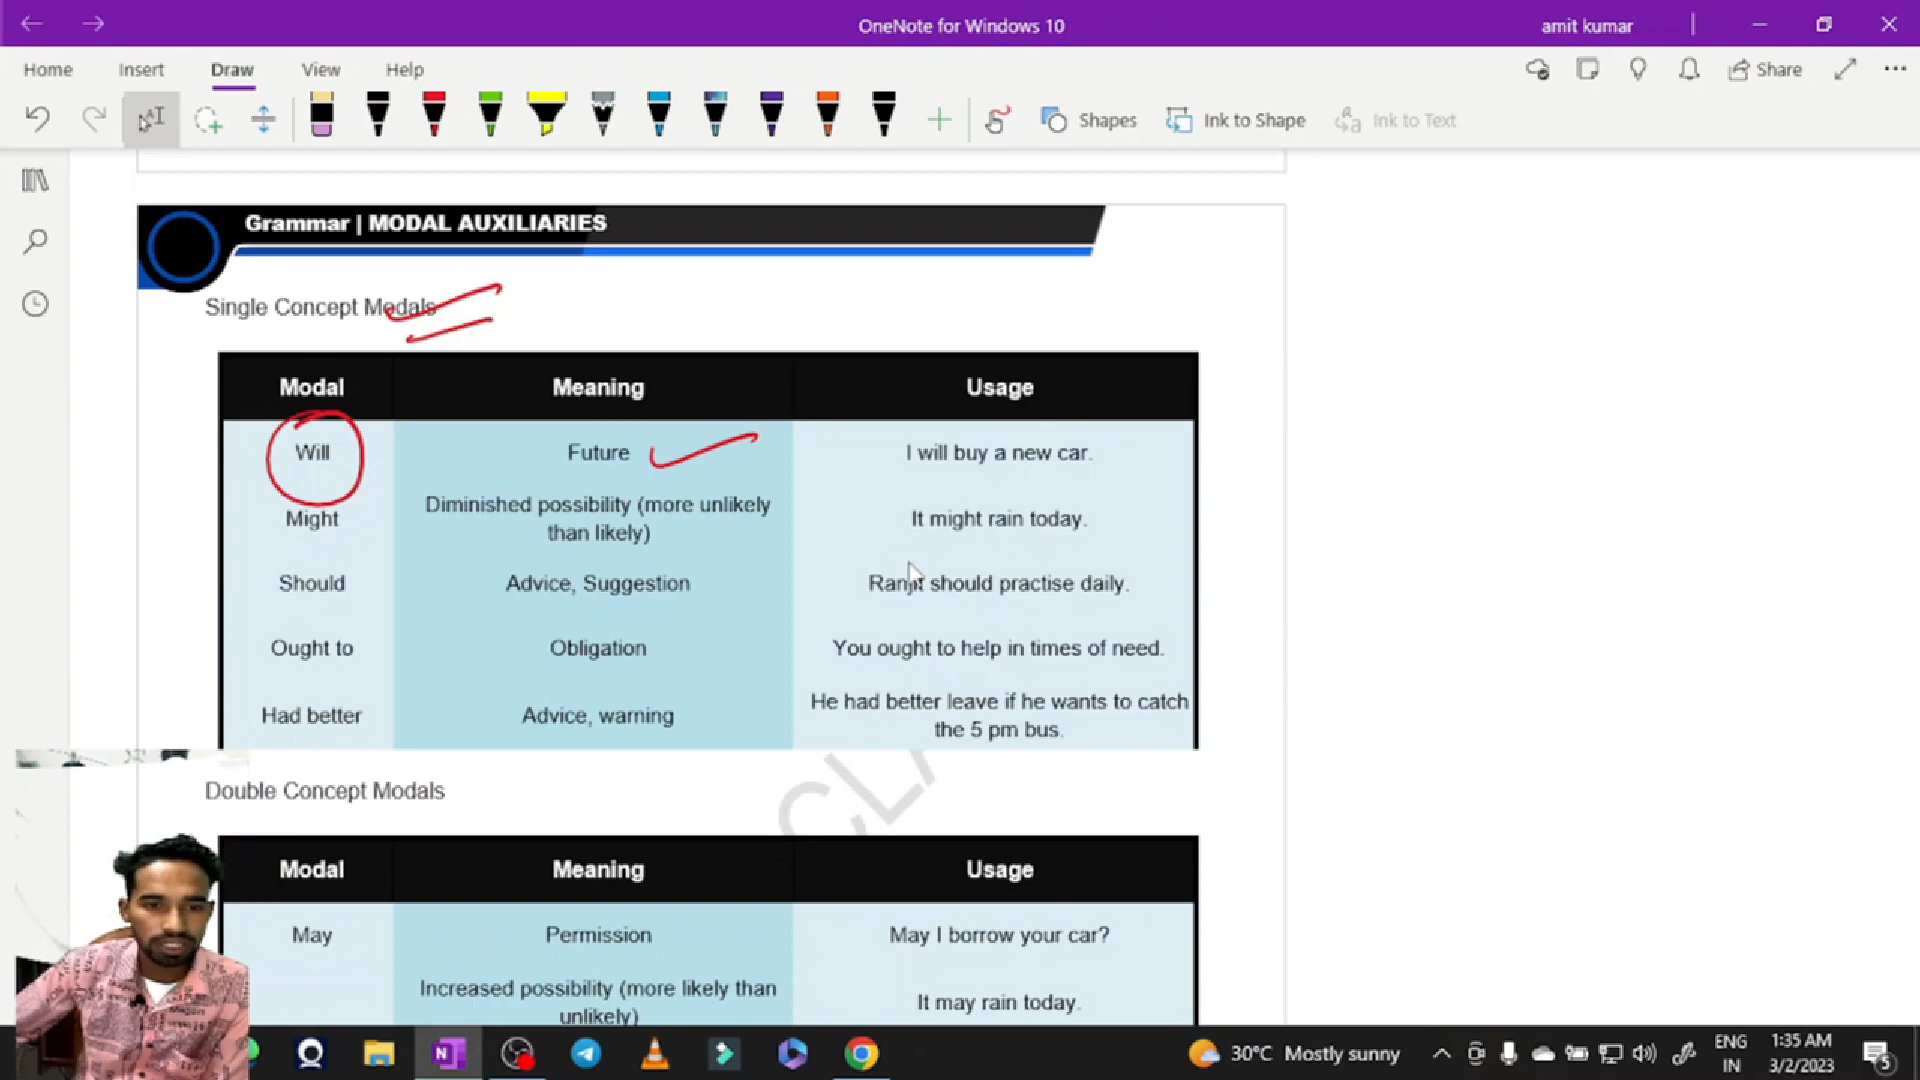 OneNote for Windows 10
amit kumar
Home Insert Draw View Help
Share
Shapes Ink to Shape Ink to Text
Grammar | MODAL AUXILIARIES
Single Concept Modals
Modal Meaning Usage
Will Future I will buy a new car.
Might Diminished possibility (more unlikely than likely) It might rain today.
Should Advice, Suggestion Ranjit should practise daily.
Ought to Obligation You ought to help in times of need.
Had better Advice, warning He had better leave if he wants to catch the 5 pm bus.
Double Concept Modals
Modal Meaning Usage
May Permission May I borrow your car?
Increased possibility (more likely than unlikely) It may rain today.
30°C Mostly sunny
ENG 1:35 AM
IN 3/2/2023
5